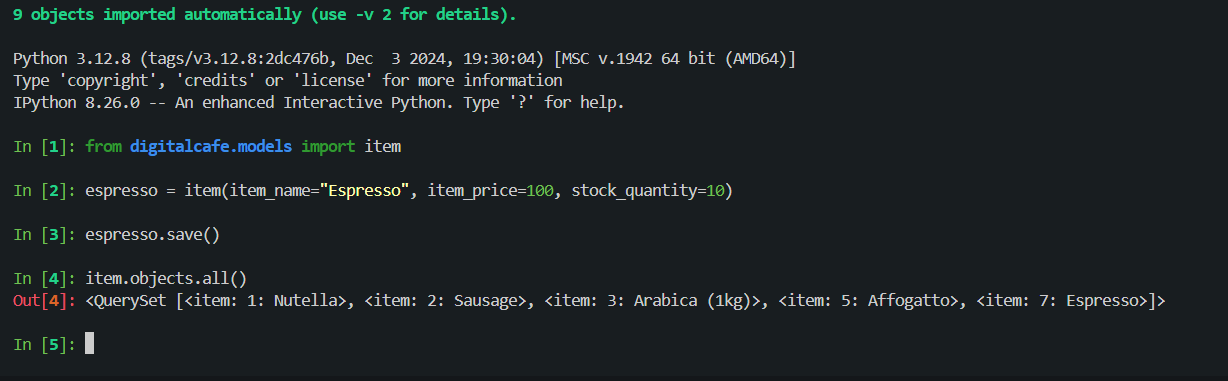 9 objects imported automatically (use -v 2 for details).
Python 3.12.8 (tags/v3.12.8:2dc476b, Dec  3 2024, 19:30:04) [MSC v.1942 64 bit (AMD64)]
Type 'copyright', 'credits' or 'license' for more information
IPython 8.26.0 -- An enhanced Interactive Python. Type '?' for help.
In [1]: from digitalcafe.models import item
In [2]: espresso = item(item_name="Espresso", item_price=100, stock_quantity=10)
In [3]: espresso.save()
In [4]: item.objects.all()
Out[4]: <QuerySet [<item: 1: Nutella>, <item: 2: Sausage>, <item: 3: Arabica (1kg)>, <item: 5: Affogatto>, <item: 7: Espresso>]>
In [5]: